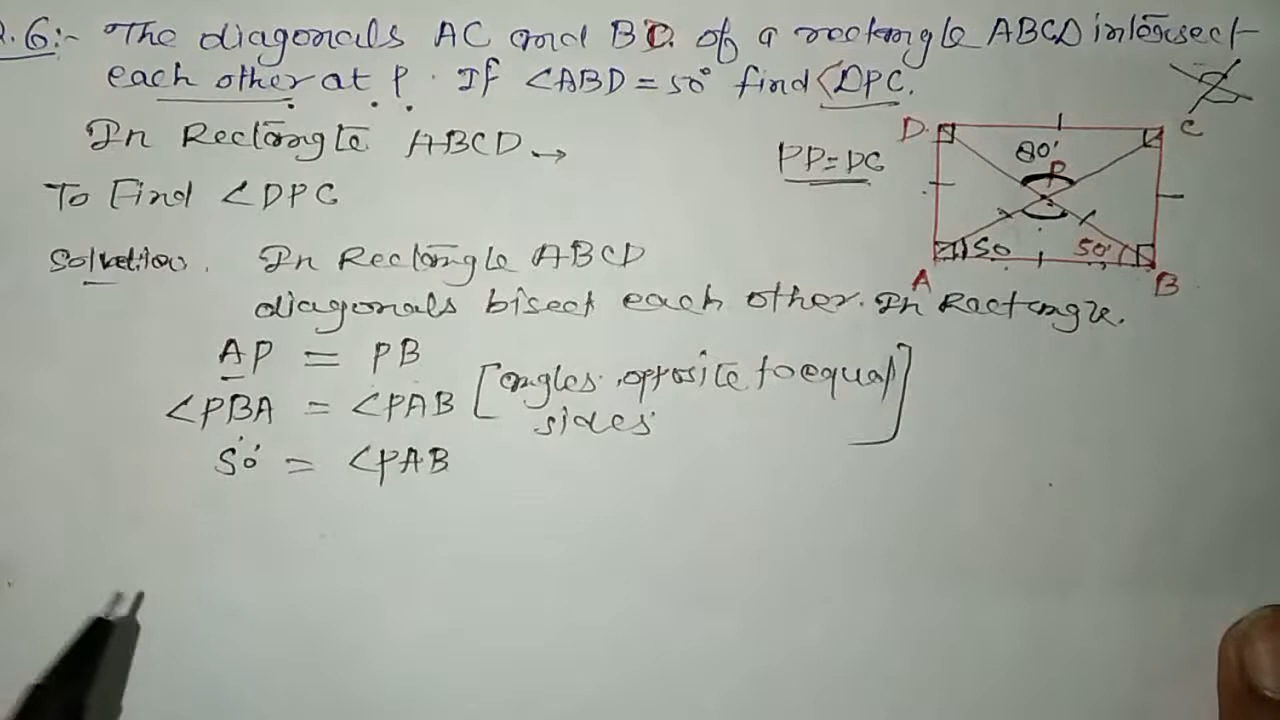 Q.6:- The diagonals AC and BD. of a rectangle ABCD intersect
each other at P. If <ABD = 50° find <DPC.
In Rectangle ABCD →
To Find <DPC
PP=PC
D
C
80°
P
50
50°
A
B
Solution. In Rectangle ABCD
diagonals bisect each other. In Rectangle.
AP = PB
<PBA = <PAB [angles opposite to equal
sides]
50° = <PAB